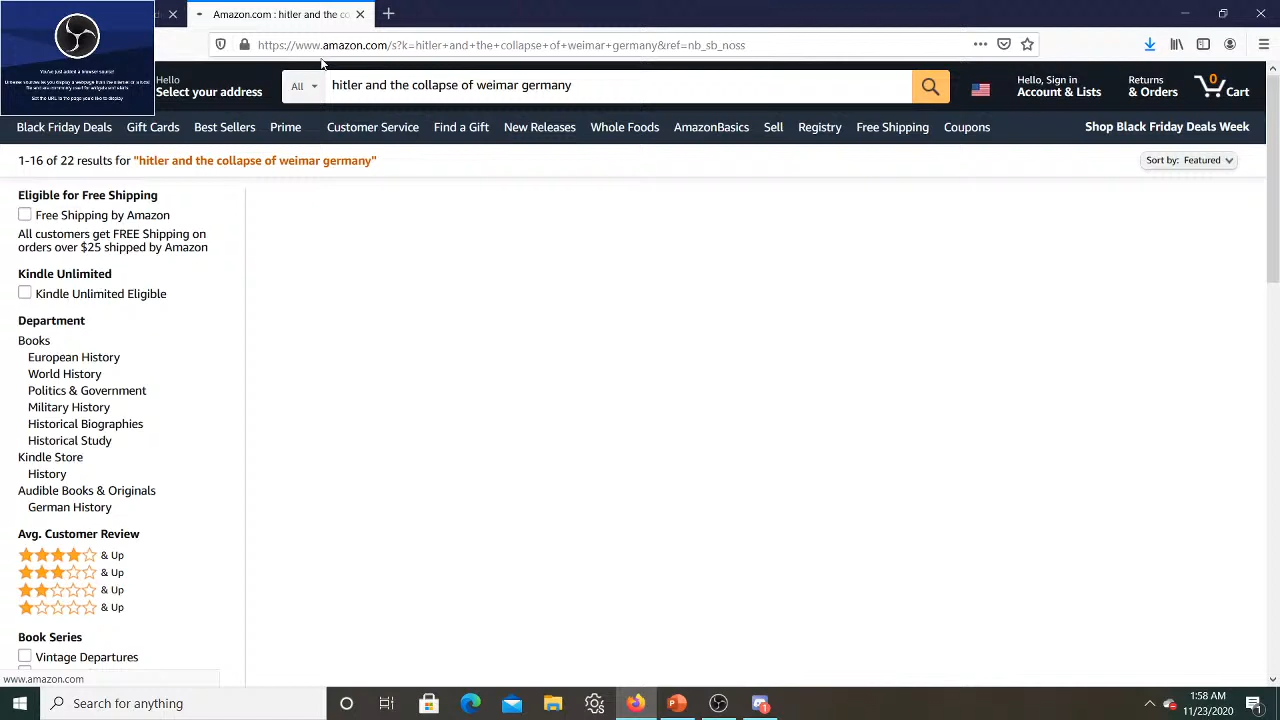 Amazon.com : hitler and the co
You've just added a browser source!
https://www.amazon.com/s?k=hitler+and+the+collapse+of+weimar+germany&ref=nb_sb_noss
Hello
Select your address
All
hitler and the collapse of weimar germany
Hello, Sign in
Account & Lists
Returns
& Orders
0
Cart
Black Friday Deals Gift Cards Best Sellers Prime Customer Service Find a Gift New Releases Whole Foods AmazonBasics Sell Registry Free Shipping Coupons Shop Black Friday Deals Week
1-16 of 22 results for "hitler and the collapse of weimar germany"
Sort by: Featured
Eligible for Free Shipping
Free Shipping by Amazon
All customers get FREE Shipping on
orders over $25 shipped by Amazon
Kindle Unlimited
Kindle Unlimited Eligible
Department
Books
European History
World History
Politics & Government
Military History
Historical Biographies
Historical Study
Kindle Store
History
Audible Books & Originals
German History
Avg. Customer Review
& Up
& Up
& Up
& Up
Book Series
Vintage Departures
www.amazon.com
Search for anything
1:58 AM
11/23/2020